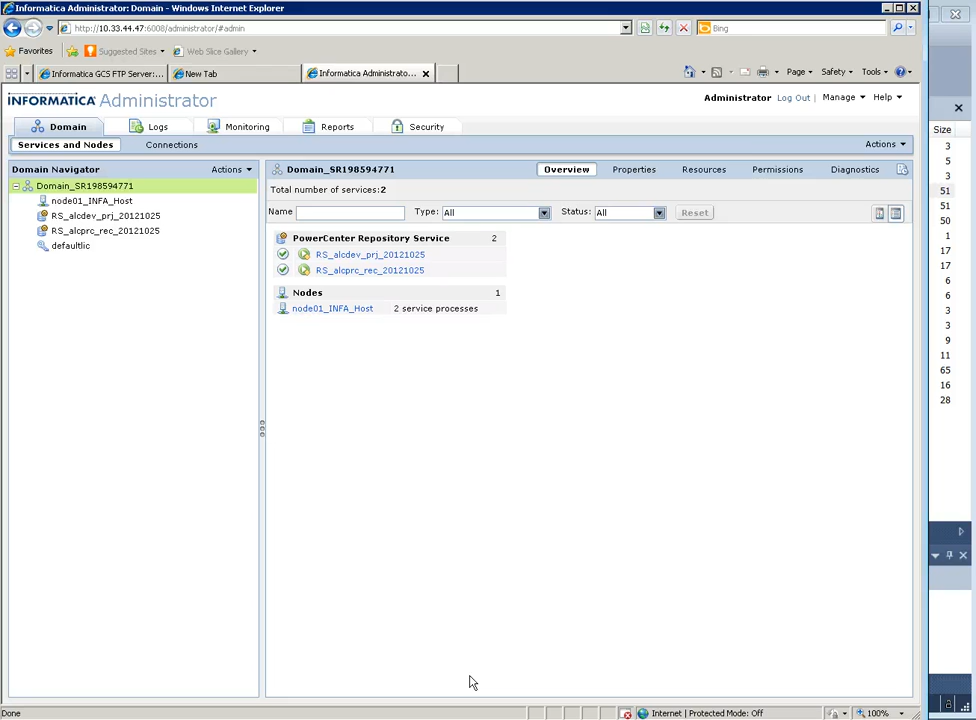 Informatica Administrator: Domain - Windows Internet Explorer
http://10.33.44.47:6008/administrator/#admin
Bing
Favorites Suggested Sites Web Slice Gallery
Informatica GCS FTP Server:... New Tab Informatica Administrato... Page Safety Tools
INFORMATICA Administrator
Administrator Log Out Manage Help
Domain Logs Monitoring Reports Security
Services and Nodes Connections Actions
Domain Navigator Actions
Domain_SR198594771
node01_INFA_Host
RS_alcdev_prj_20121025
RS_alcprc_rec_20121025
defaultlic
Domain_SR198594771 Overview Properties Resources Permissions Diagnostics
Total number of services:2
Name Type: All Status: All Reset
PowerCenter Repository Service 2
RS_alcdev_prj_20121025
RS_alcprc_rec_20121025
Nodes 1
node01_INFA_Host 2 service processes
Size
3
5
3
51
51
50
1
17
17
6
6
3
3
9
11
65
16
28
Done Internet | Protected Mode: Off 100%